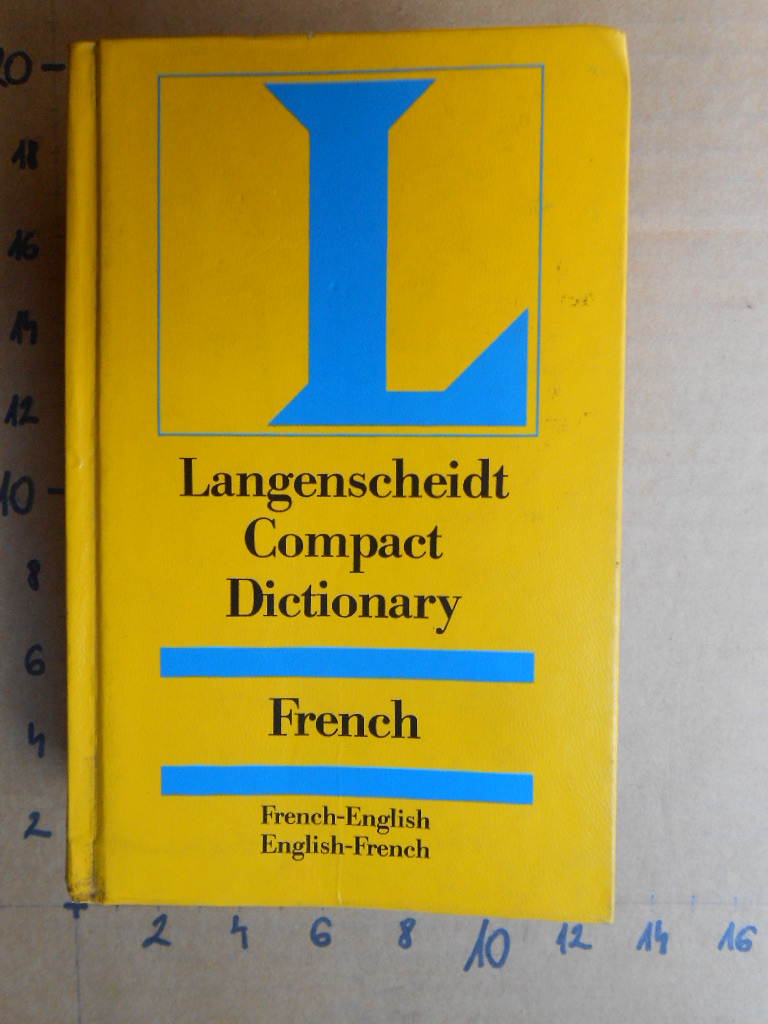 L
Langenscheidt
Compact
Dictionary
French
French-English
English-French
20
18
16
14
12
10
8
6
4
2
2 4 6 8 10 12 14 16